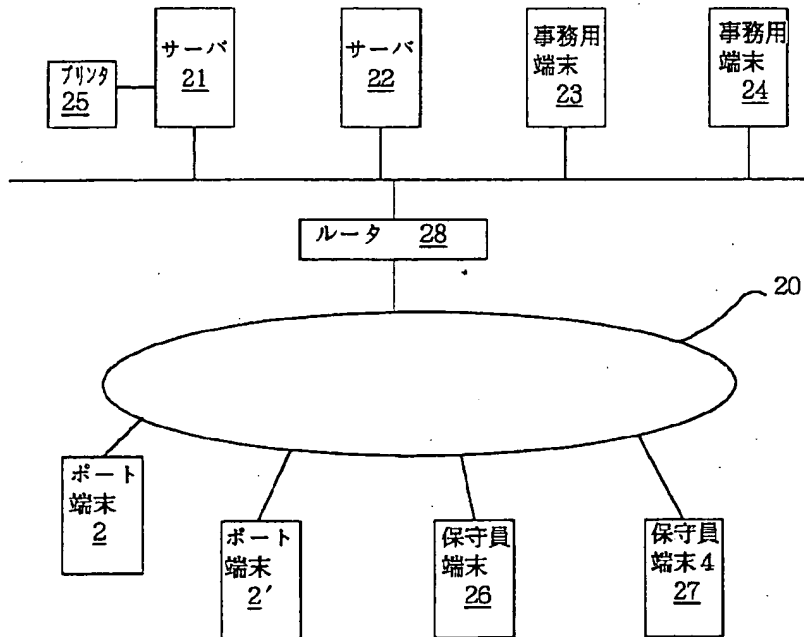 サーバ
21
サーバ
22
事務用
端末
23
事務用
端末
24
プリンタ
25
ルータ 28
20
ポート
端末
2
ポート
端末
2′
保守員
端末
26
保守員
端末4
27